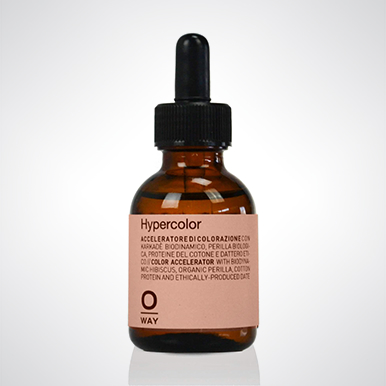 Hypercolor
ACCELERATORE DI COLORAZIONE CON
KARKADÈ BIODINAMICO, PERILLA BIOLOGI-
CA, PROTEINE DEL COTONE E DATTERO ET-
CO E'COLOR ACCELERATOR WITH BIODYNA-
MIC HIBISCUS, ORGANIC PERILLA, COTTON
PROTEIN AND ETHICALLY-PRODUCED DATE
O
WAY